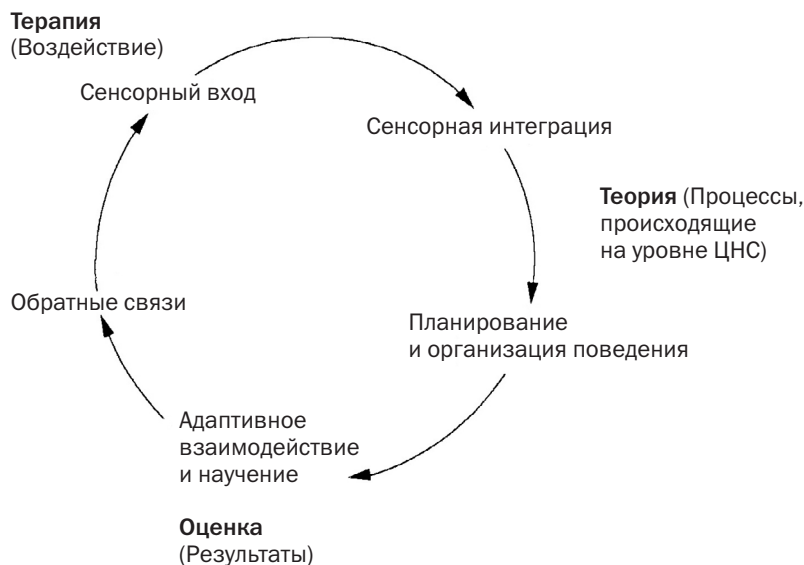 Терапия
(Воздействие)
Сенсорный вход
Сенсорная интеграция
Теория (Процессы,
происходящие
на уровне ЦНС)
Обратные связи
Планирование
и организация поведения
Адаптивное
взаимодействие
и научение
Оценка
(Результаты)